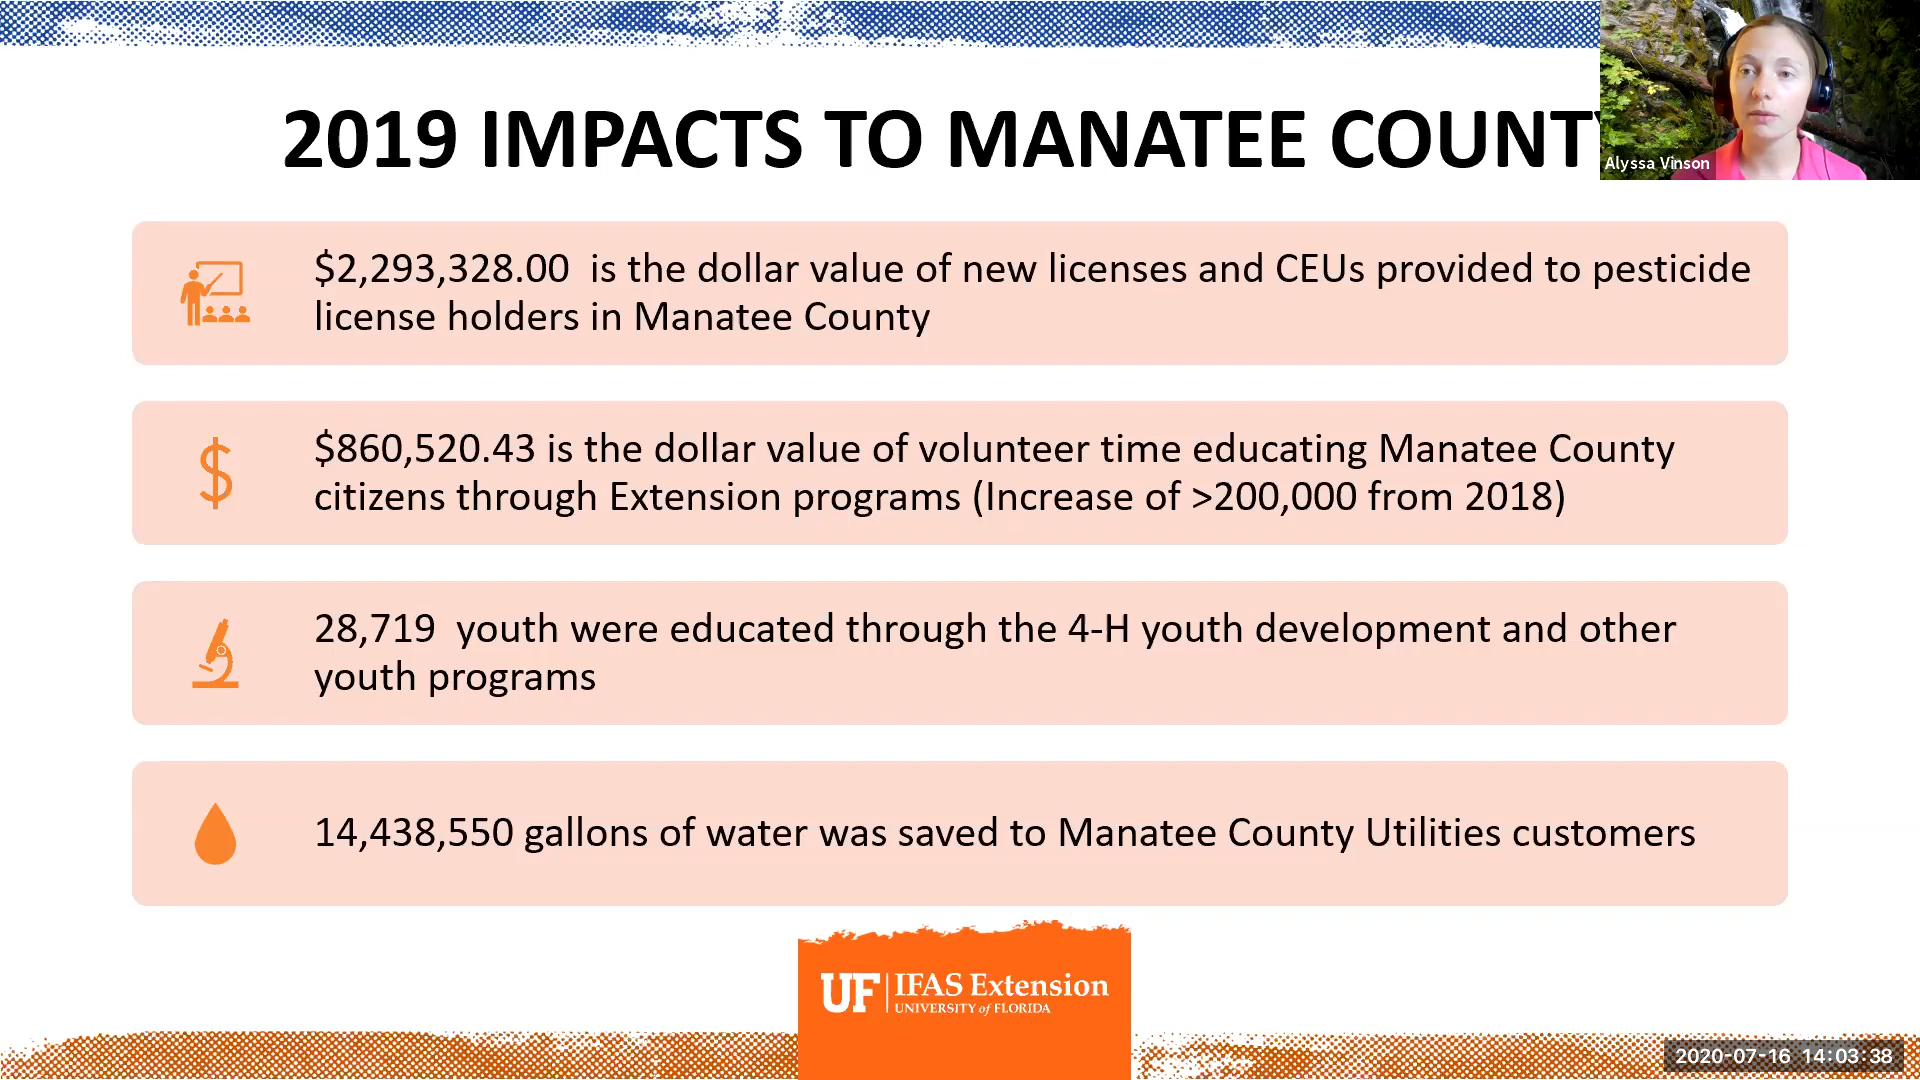 2019 IMPACTS TO MANATEE COUNT
Alyssa Vinson
$2,293,328.00 is the dollar value of new licenses and CEUs provided to pesticide
license holders in Manatee County
$860,520.43 is the dollar value of volunteer time educating Manatee County
citizens through Extension programs (Increase of >200,000 from 2018)
28,719 youth were educated through the 4-H youth development and other
youth programs
14,438,550 gallons of water was saved to Manatee County Utilities customers
UF IFAS Extension
UNIVERSITY of FLORIDA
2020-07-16 14:03:38